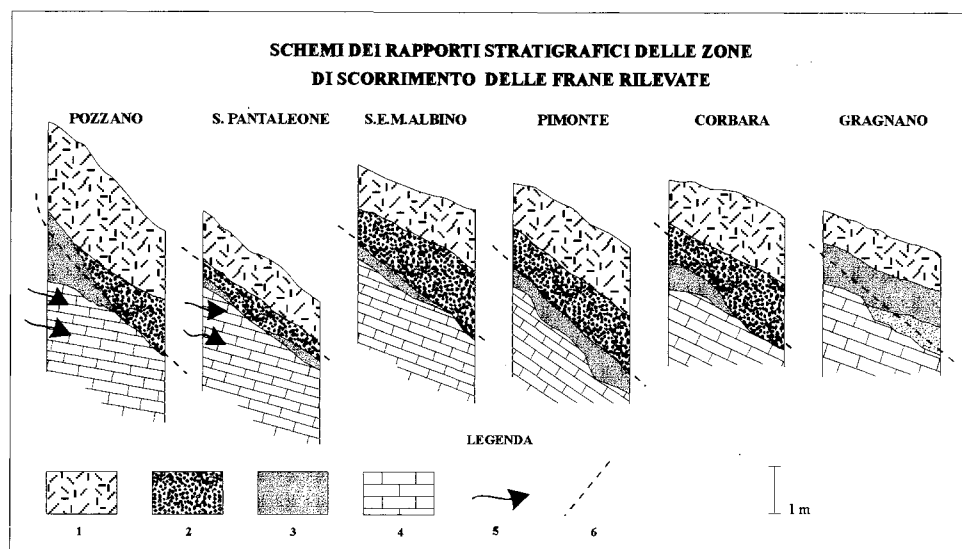 SCHEMI DEI RAPPORTI STRATIGRAFICI DELLE ZONE
DI SCORRIMENTO DELLE FRANE RILEVATE
POZZANO S. PANTALEONE S.E.M.ALBINO PIMONTE CORBARA GRAGNANO
LEGENDA
1 2 3 4 5 6
1 m